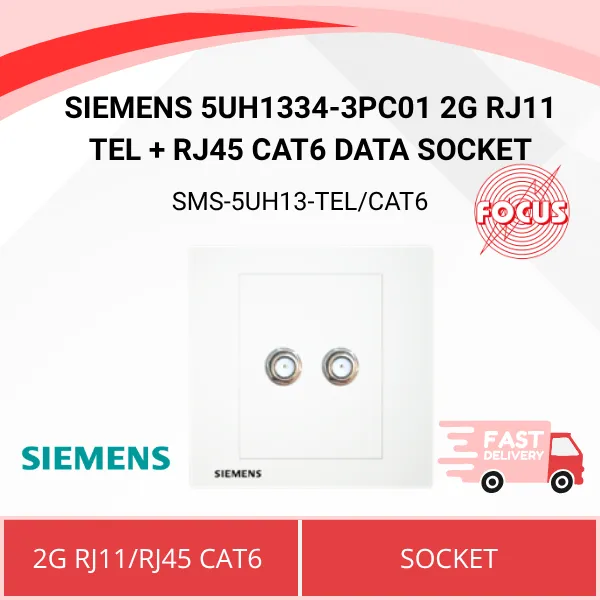 SIEMENS 5UH1334-3PC01 2G RJ11
TEL + RJ45 CAT6 DATA SOCKET
SMS-5UH13-TEL/CAT6
FOCUS
SIEMENS
SIEMENS
FAST
DELIVERY
2G RJ11/RJ45 CAT6
SOCKET